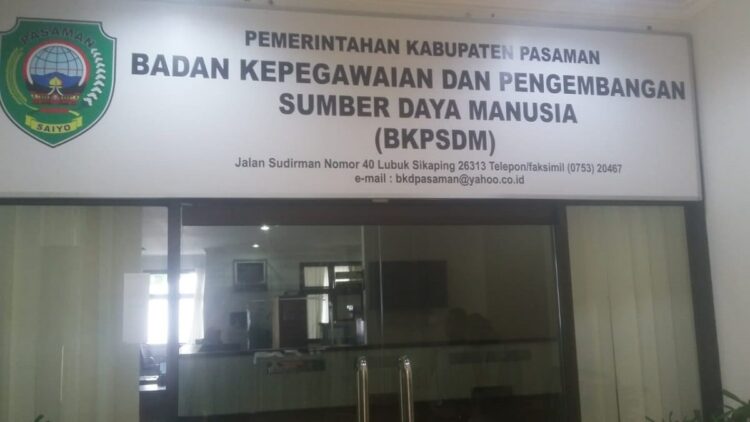 PASAMAN
SAIYO
PEMERINTAHAN KABUPATEN PASAMAN
BADAN KEPEGAWAIAN DAN PENGEMBANGAN
SUMBER DAYA MANUSIA
(BKPSDM)
Jalan Sudirman Nomor 40 Lubuk Sikaping 26313 Telepon/faksimil (0753) 20467
e-mail : bkdpasaman@yahoo.co.id